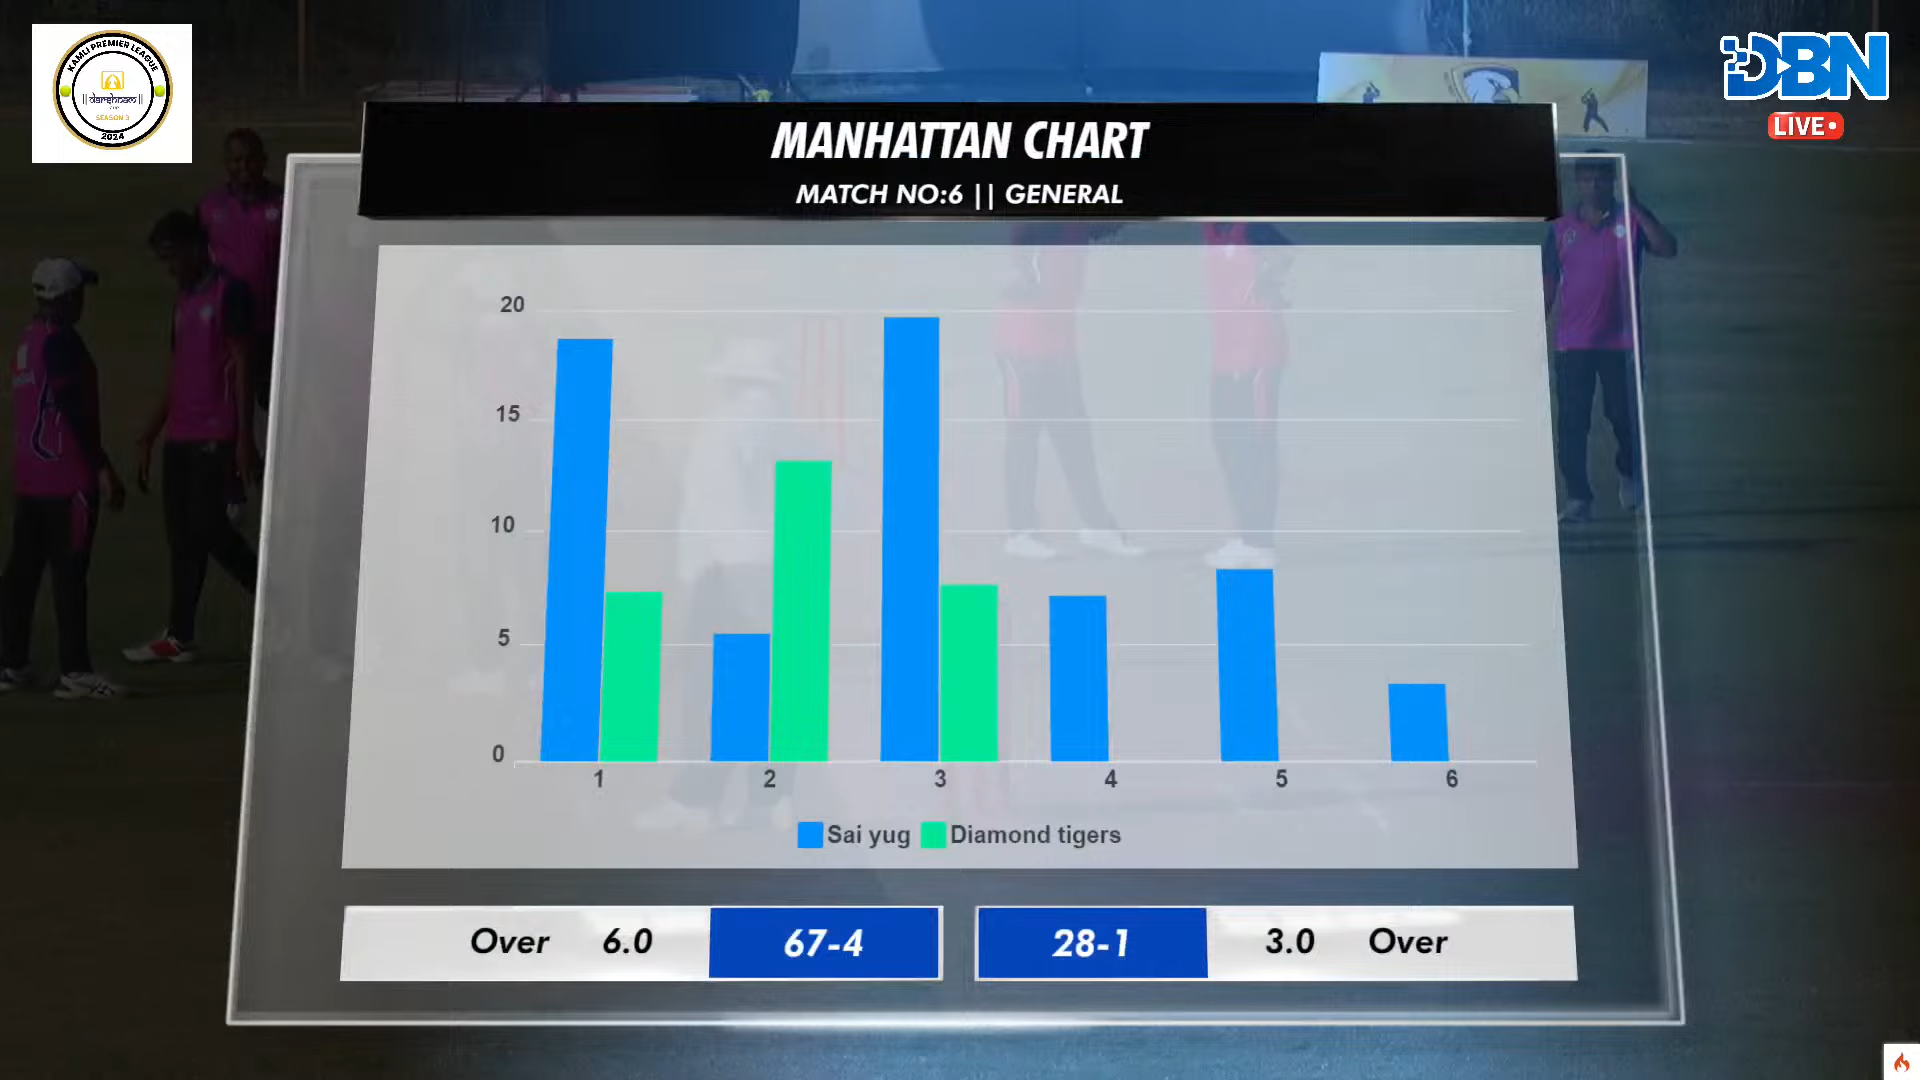 KAMLI PREMIER LEAGUE
|| darshnam ||
SEASON 3
2024
DBN
LIVE
MANHATTAN CHART
MATCH NO:6 || GENERAL
20
15
10
5
0
1 2 3 4 5 6
Sai yug Diamond tigers
Over 6.0 67-4 28-1 3.0 Over